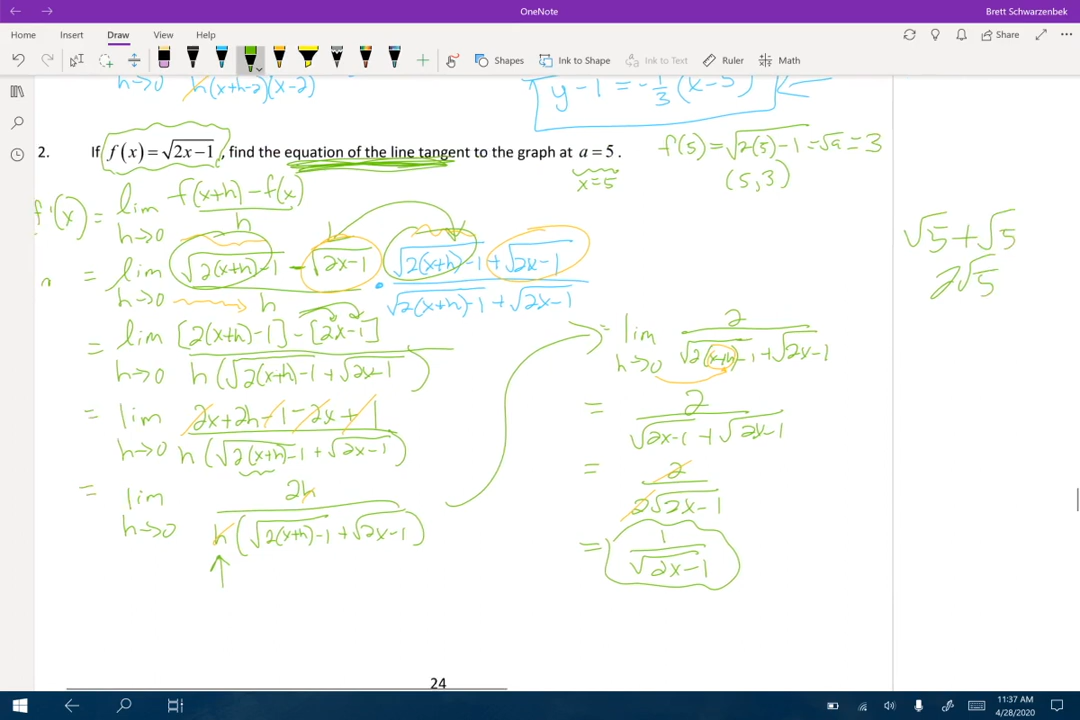 OneNote
Brett Schwarzenbek
Home Insert Draw View Help
Shapes Ink to Shape Ink to Text Ruler Math Share
h→0 h(x+h-2)(x-2)
y-1=-1/3(x-5)
2. If f(x)=√(2x-1), find the equation of the line tangent to the graph at a=5.
x=5
f(5)=√(2(5)-1)=√9=3
(5,3)
f'(x)= lim h→0 (f(x+h)-f(x))/h
= lim h→0 (√(2(x+h)-1)-√(2x-1))/h • (√(2(x+h)-1)+√(2x-1))/(√(2(x+h)-1)+√(2x-1))
= lim h→0 ([2(x+h)-1]-[2x-1])/(h(√(2(x+h)-1)+√(2x-1)))
= lim h→0 (2x+2h-1-2x+1)/(h(√(2(x+h)-1)+√(2x-1)))
= lim h→0 2h/(h(√(2(x+h)-1)+√(2x-1)))
= lim h→0 2/(√(2(x+h)-1)+√(2x-1))
= 2/(√(2x-1)+√(2x-1))
= 2/(2√(2x-1))
= 1/√(2x-1)
√5+√5
2√5
24
11:37 AM
4/28/2020